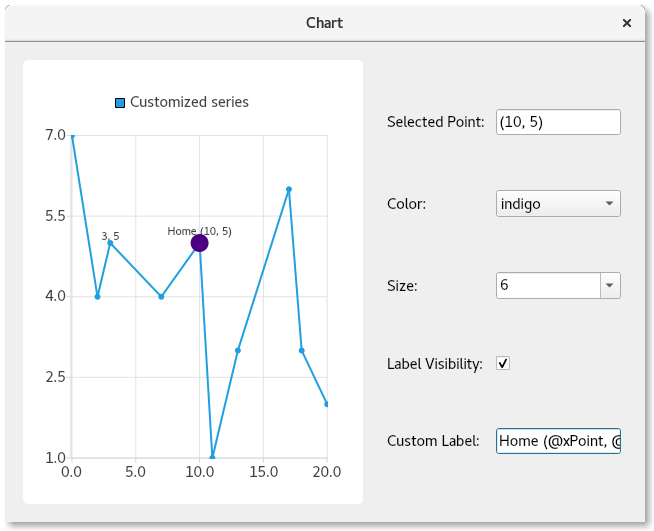 Chart
Customized series
7.0
5.5
4.0
2.5
1.0
0.0 5.0 10.0 15.0 20.0
3, 5
Home (10, 5)
Selected Point: (10, 5)
Color: indigo
Size: 6
Label Visibility:
Custom Label: Home (@xPoint, @